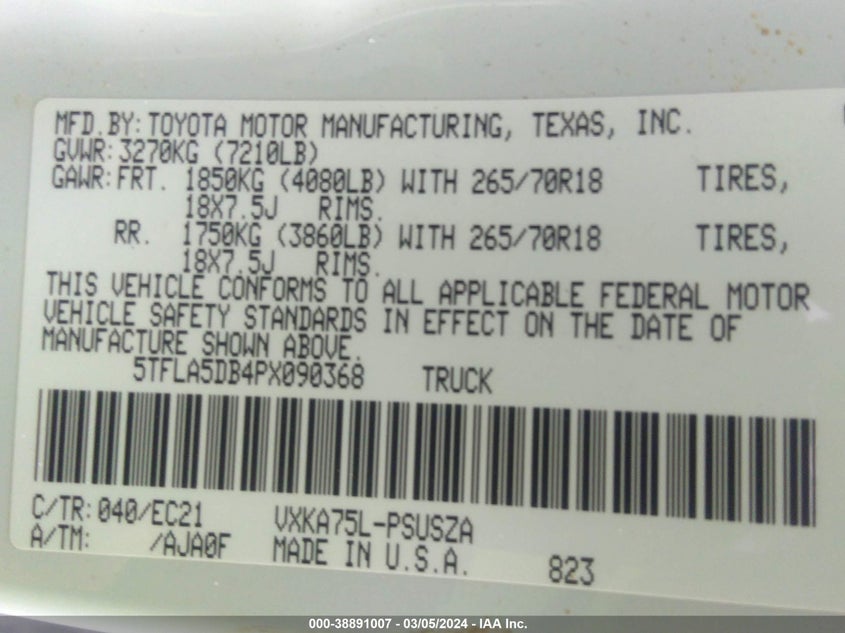 MFD.BY: TOYOTA MOTOR MANUFACTURING, TEXAS, INC.
GVWR: 3270KG (7210LB)
GAWR: FRT. 1850KG (4080LB) WITH 265/70R18 TIRES,
18X7.5J RIMS.
RR. 1750KG (3860LB) WITH 265/70R18 TIRES,
18X7.5J RIMS.
THIS VEHICLE CONFORMS TO ALL APPLICABLE FEDERAL MOTOR
VEHICLE SAFETY STANDARDS IN EFFECT ON THE DATE OF
MANUFACTURE SHOWN ABOVE.
5TFLA5DB4PX090368 TRUCK
C/TR: 040/EC21 VXKA75L-PSUSZA
A/TM: /AJA0F MADE IN U.S.A. 823
000-38891007 - 03/05/2024 - IAA Inc.